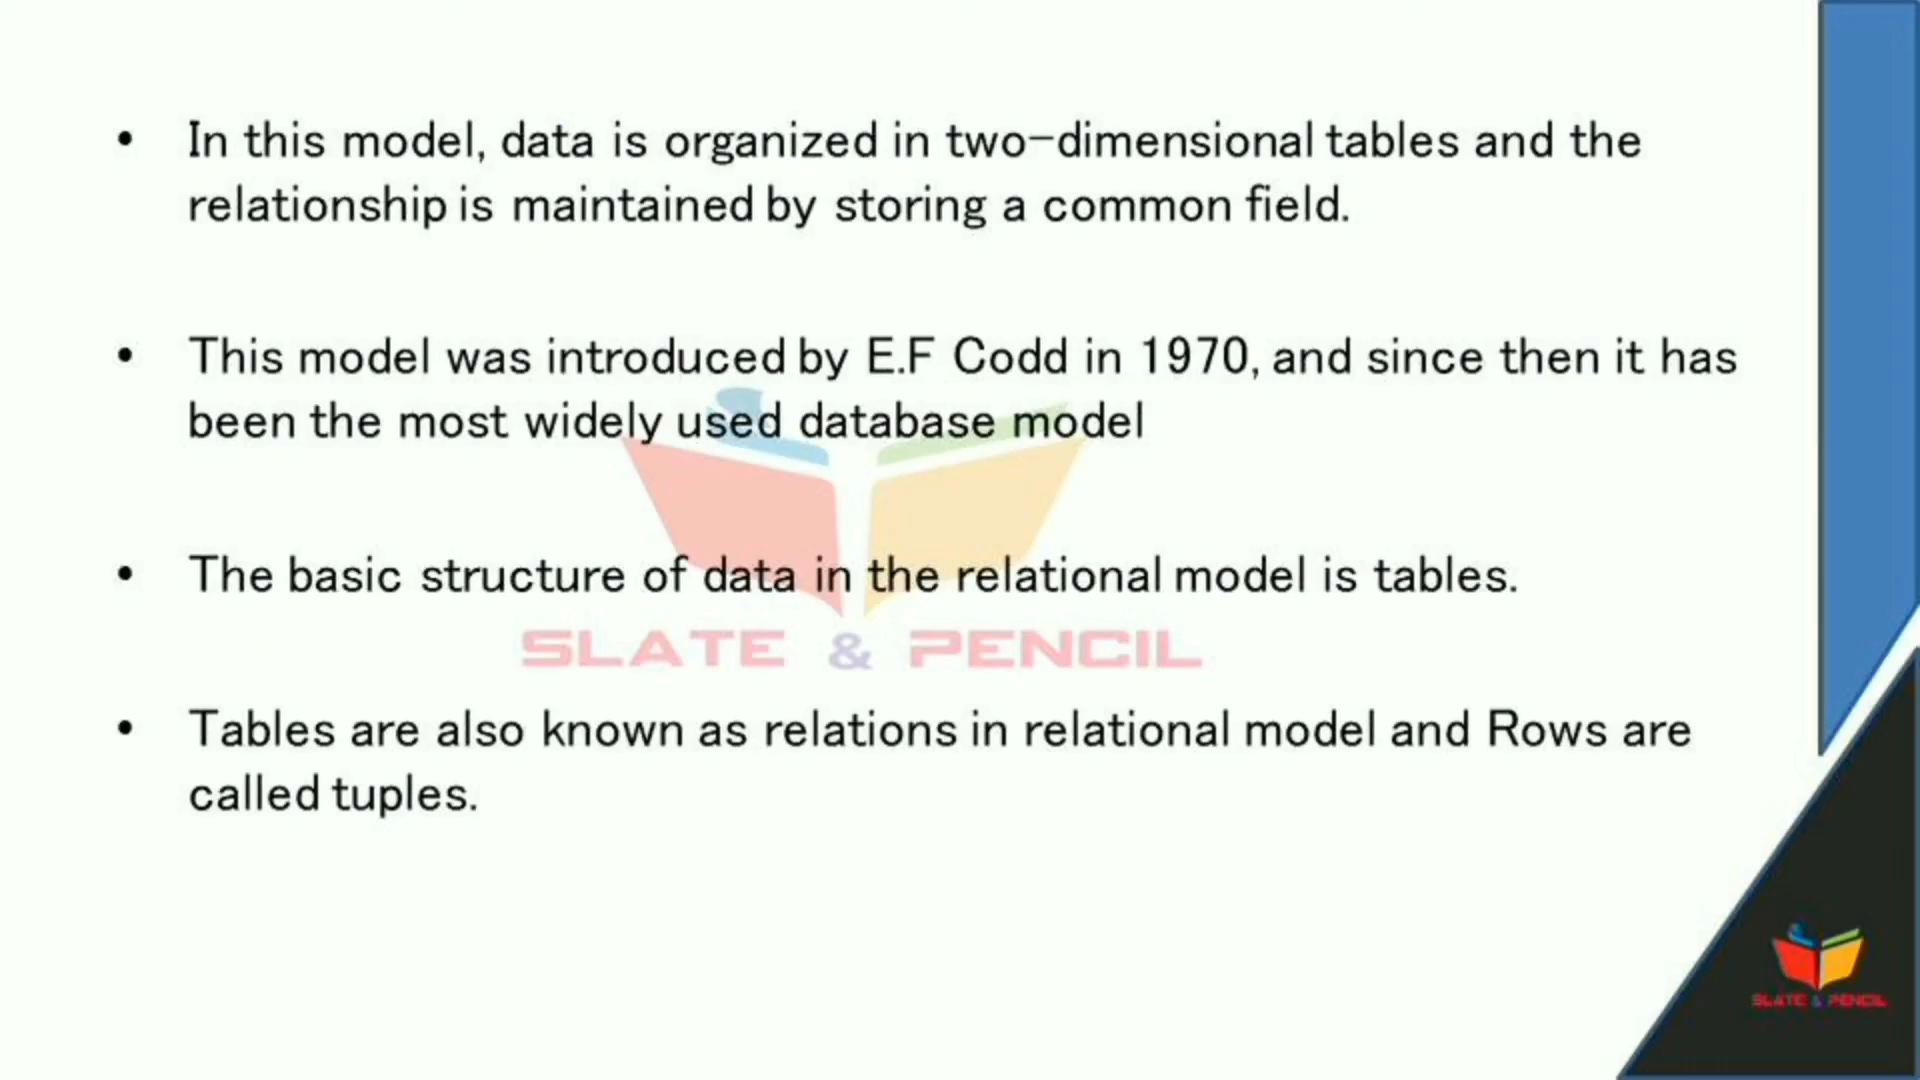 • In this model, data is organized in two-dimensional tables and the
relationship is maintained by storing a common field.
• This model was introduced by E.F Codd in 1970, and since then it has
been the most widely used database model
• The basic structure of data in the relational model is tables.
SLATE & PENCIL
• Tables are also known as relations in relational model and Rows are
called tuples.
SLATE & PENCIL